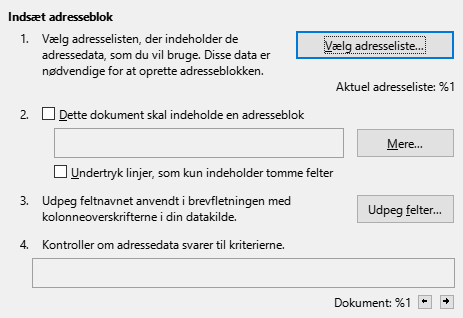 Indsæt adresseblok
1. Vælg adresselisten, der indeholder de
adressedata, som du vil bruge. Disse data er
nødvendige for at oprette adresseblokken.
Vælg adresseliste...
Aktuel adresseliste: %1
2. Dette dokument skal indeholde en adresseblok
Mere...
Undertryk linjer, som kun indeholder tomme felter
3. Udpeg feltnavnet anvendt i brevfletningen med
kolonneoverskrifterne i din datakilde.
Udpeg felter...
4. Kontroller om adressedata svarer til kriterierne.
Dokument: %1